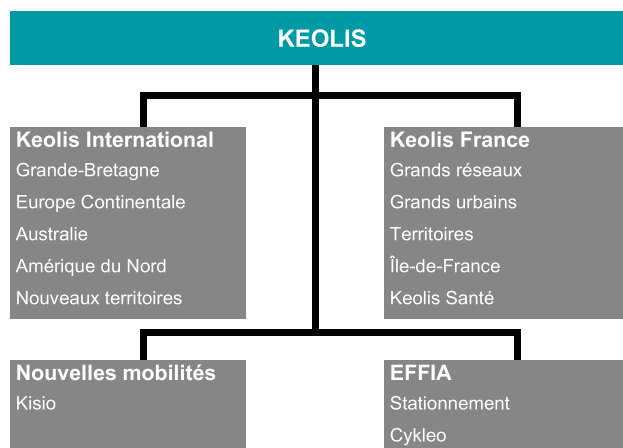 KEOLIS
Keolis International
Grande-Bretagne
Europe Continentale
Australie
Amérique du Nord
Nouveaux territoires
Keolis France
Grands réseaux
Grands urbains
Territoires
Île-de-France
Keolis Santé
Nouvelles mobilités
Kisio
EFFIA
Stationnement
Cykleo